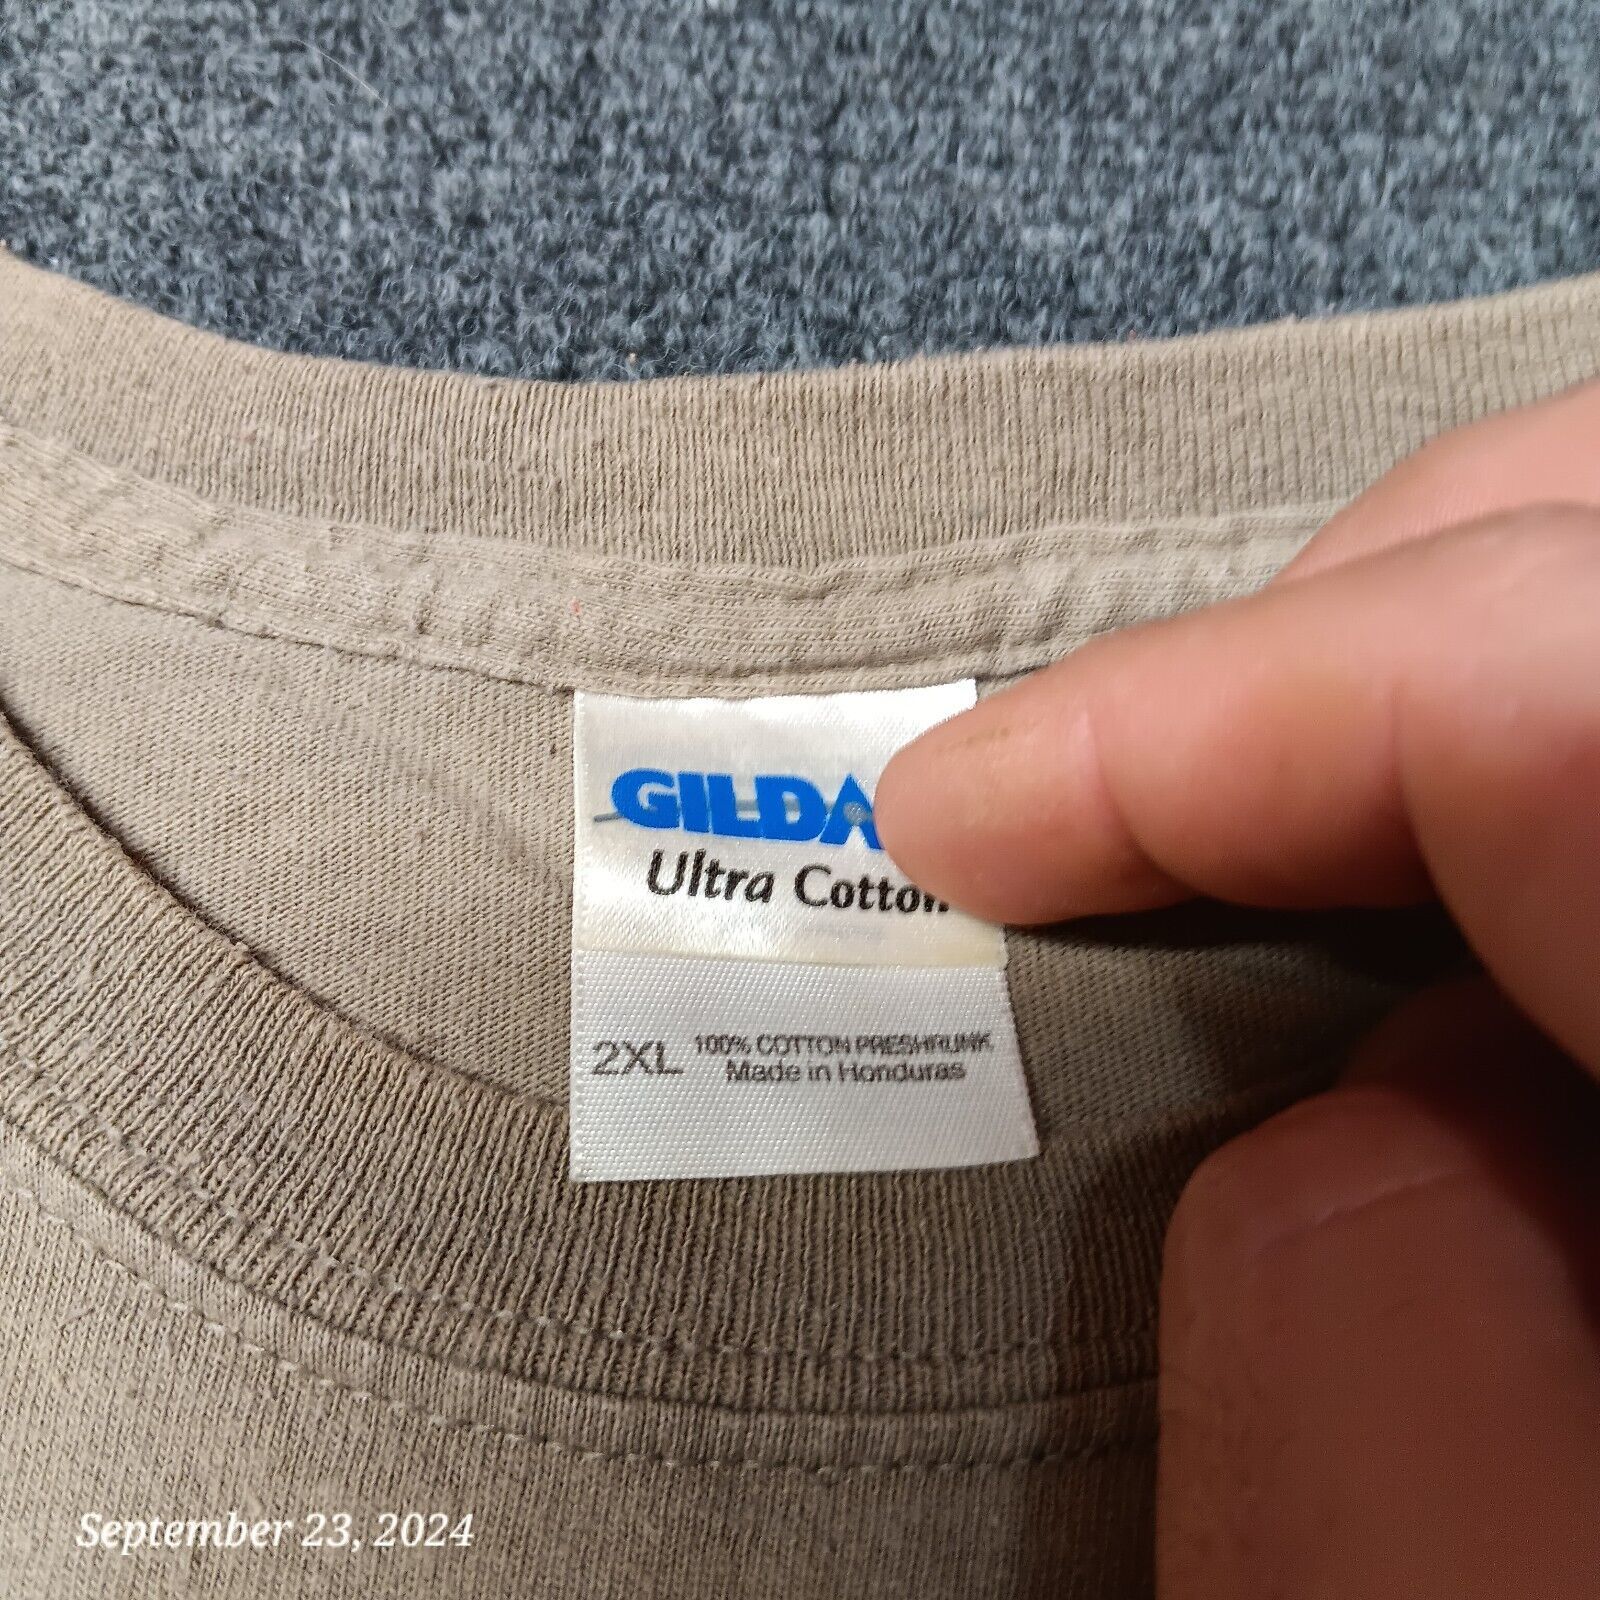 GILDA
Ultra Cotton
2XL 100% COTTON PRESHRUNK
Made in Honduras
September 23, 2024